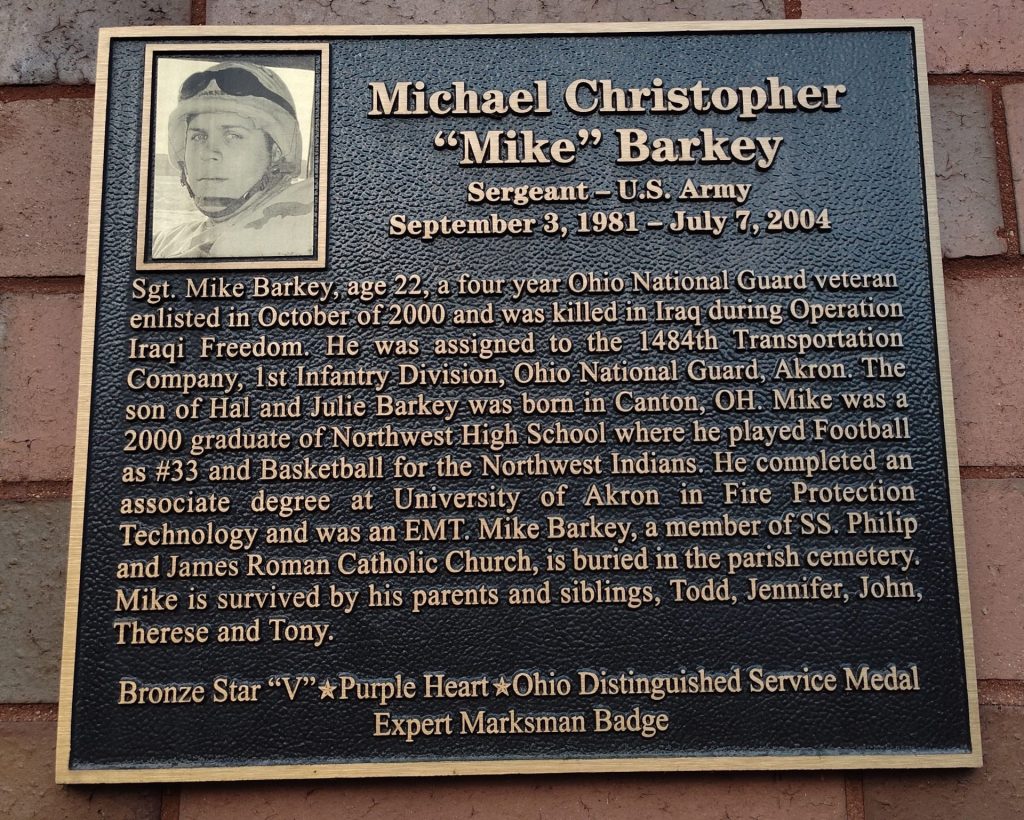 Michael Christopher
“Mike” Barkey
Sergeant – U.S. Army
September 3, 1981 – July 7, 2004
Sgt. Mike Barkey, age 22, a four year Ohio National Guard veteran
enlisted in October of 2000 and was killed in Iraq during Operation
Iraqi Freedom. He was assigned to the 1484th Transportation
Company, 1st Infantry Division, Ohio National Guard, Akron. The
son of Hal and Julie Barkey was born in Canton, OH. Mike was a
2000 graduate of Northwest High School where he played Football
as #33 and Basketball for the Northwest Indians. He completed an
associate degree at University of Akron in Fire Protection
Technology and was an EMT. Mike Barkey, a member of SS. Philip
and James Roman Catholic Church, is buried in the parish cemetery.
Mike is survived by his parents and siblings, Todd, Jennifer, John,
Therese and Tony.
Bronze Star “V”★Purple Heart★Ohio Distinguished Service Medal
Expert Marksman Badge